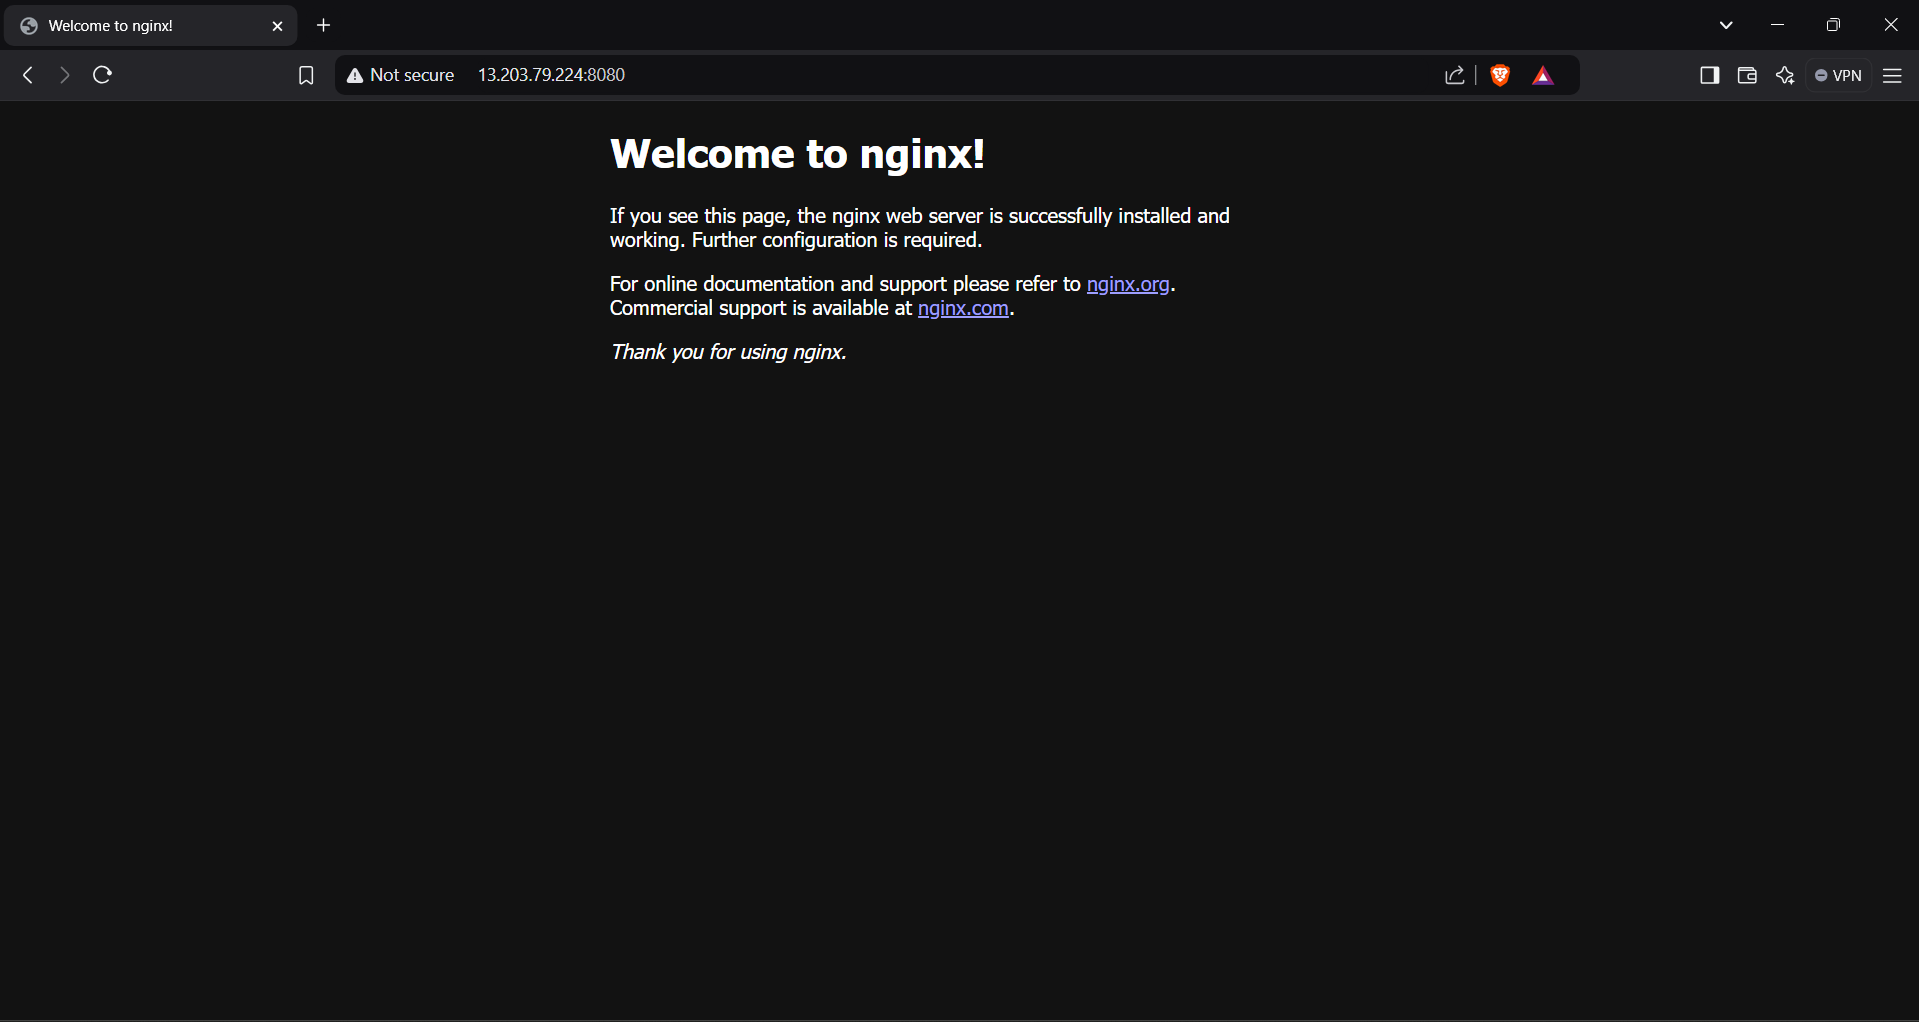 Welcome to nginx!
Not secure 13.203.79.224:8080
VPN
Welcome to nginx!
If you see this page, the nginx web server is successfully installed and
working. Further configuration is required.
For online documentation and support please refer to nginx.org.
Commercial support is available at nginx.com.
Thank you for using nginx.